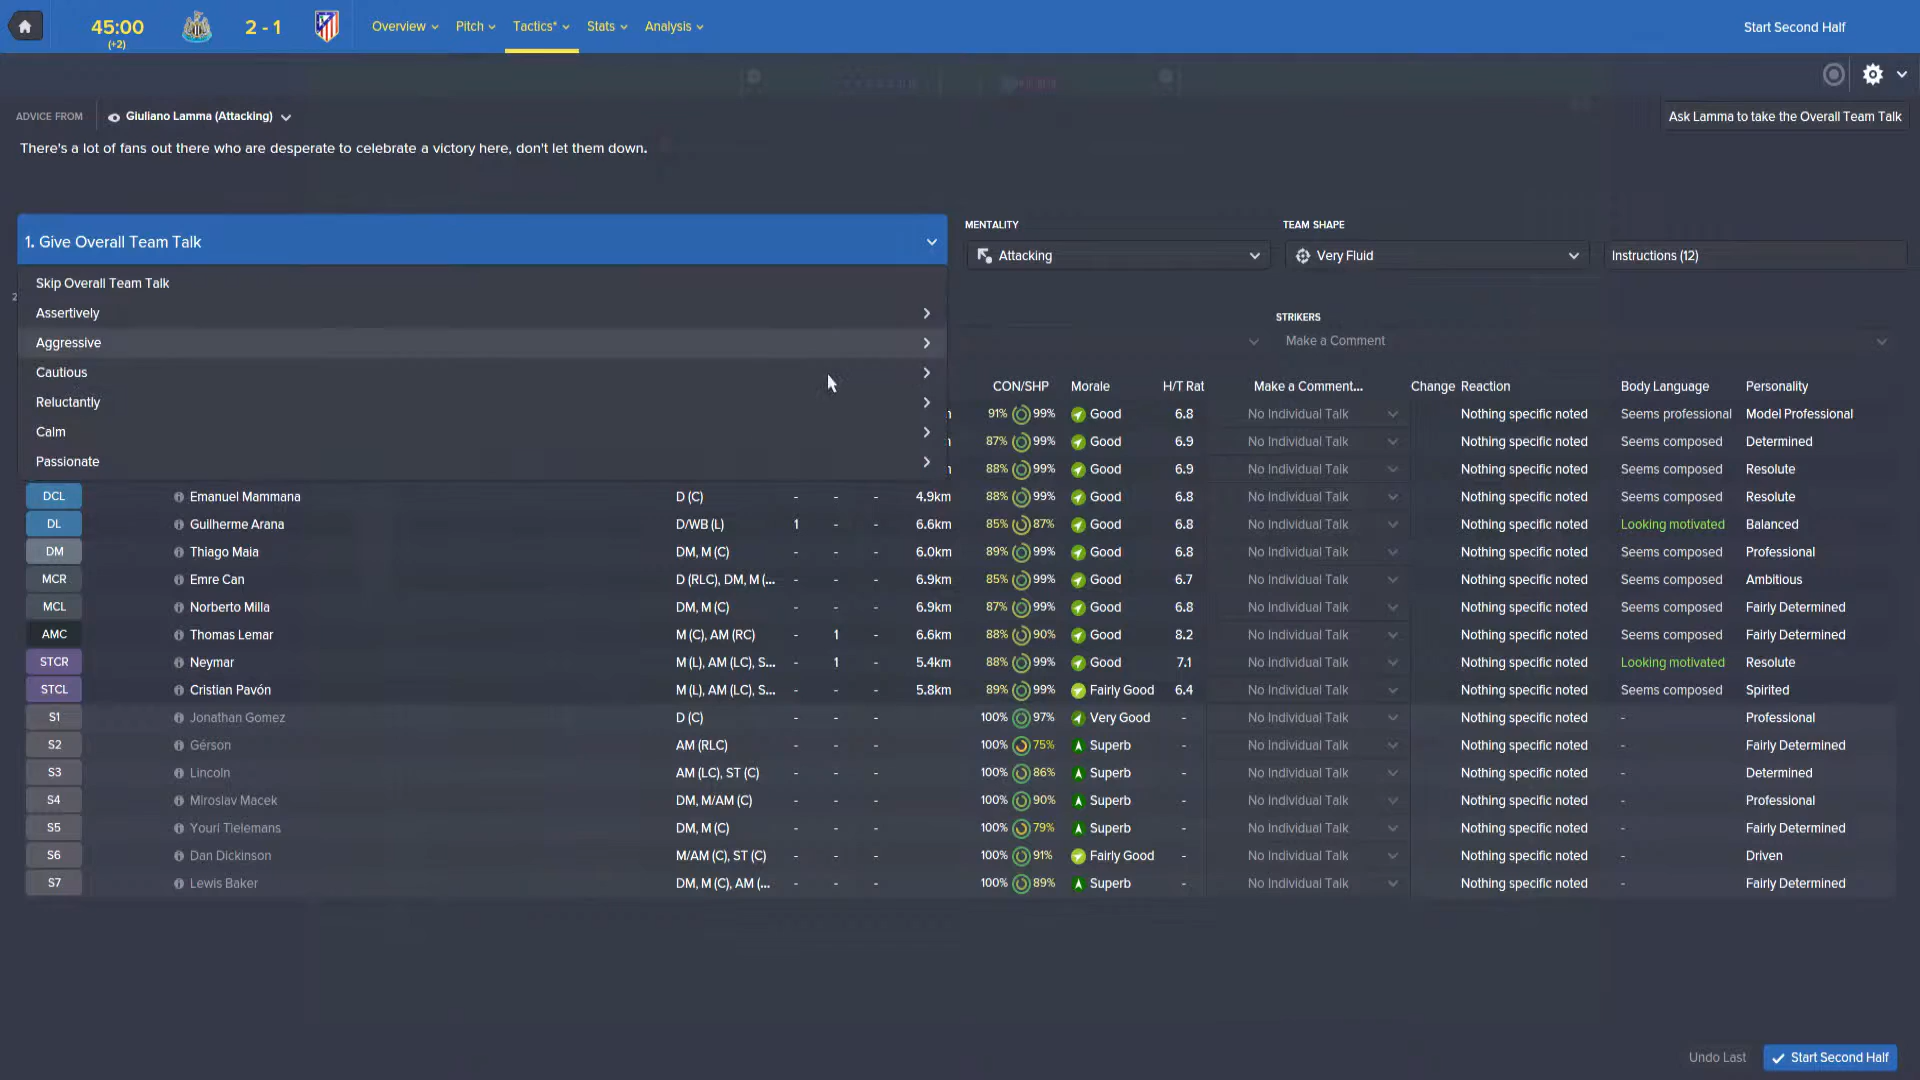 45:00
(+2)
2 - 1
Overview
Pitch
Tactics*
Stats
Analysis
Start Second Half
ADVICE FROM
Giuliano Lamma (Attacking)
Ask Lamma to take the Overall Team Talk
There's a lot of fans out there who are desperate to celebrate a victory here, don't let them down.
1. Give Overall Team Talk
MENTALITY
Attacking
TEAM SHAPE
Very Fluid
Instructions (12)
Skip Overall Team Talk
Assertively
Aggressive
Cautious
Reluctantly
Calm
Passionate
STRIKERS
Make a Comment
CON/SHP Morale H/T Rat Make a Comment... Change Reaction Body Language Personality
91% 99% Good 6.8 No Individual Talk Nothing specific noted Seems professional Model Professional
87% 99% Good 6.9 No Individual Talk Nothing specific noted Seems composed Determined
88% 99% Good 6.9 No Individual Talk Nothing specific noted Seems composed Resolute
DCL Emanuel Mammana D (C) - - - 4.9km 88% 99% Good 6.8 No Individual Talk Nothing specific noted Seems composed Resolute
DL Guilherme Arana D/WB (L) 1 - - 6.6km 85% 87% Good 6.8 No Individual Talk Nothing specific noted Looking motivated Balanced
DM Thiago Maia DM, M (C) - - - 6.0km 89% 99% Good 6.8 No Individual Talk Nothing specific noted Seems composed Professional
MCR Emre Can D (RLC), DM, M (... - - - 6.9km 85% 99% Good 6.7 No Individual Talk Nothing specific noted Seems composed Ambitious
MCL Norberto Milla DM, M (C) - - - 6.9km 87% 99% Good 6.8 No Individual Talk Nothing specific noted Seems composed Fairly Determined
AMC Thomas Lemar M (C), AM (RC) - 1 - 6.6km 88% 90% Good 8.2 No Individual Talk Nothing specific noted Seems composed Fairly Determined
STCR Neymar M (L), AM (LC), S... - 1 - 5.4km 88% 99% Good 7.1 No Individual Talk Nothing specific noted Looking motivated Resolute
STCL Cristian Pavón M (L), AM (LC), S... - - - 5.8km 89% 99% Fairly Good 6.4 No Individual Talk Nothing specific noted Seems composed Spirited
S1 Jonathan Gomez D (C) - - - 100% 97% Very Good - No Individual Talk Nothing specific noted - Professional
S2 Gérson AM (RLC) - - - 100% 75% Superb - No Individual Talk Nothing specific noted - Fairly Determined
S3 Lincoln AM (LC), ST (C) - - - 100% 86% Superb - No Individual Talk Nothing specific noted - Determined
S4 Miroslav Macek DM, M/AM (C) - - - 100% 90% Superb - No Individual Talk Nothing specific noted - Professional
S5 Youri Tielemans DM, M (C) - - - 100% 79% Superb - No Individual Talk Nothing specific noted - Fairly Determined
S6 Dan Dickinson M/AM (C), ST (C) - - - 100% 91% Fairly Good - No Individual Talk Nothing specific noted - Driven
S7 Lewis Baker DM, M (C), AM (... - - - 100% 89% Superb - No Individual Talk Nothing specific noted - Fairly Determined
Undo Last
Start Second Half